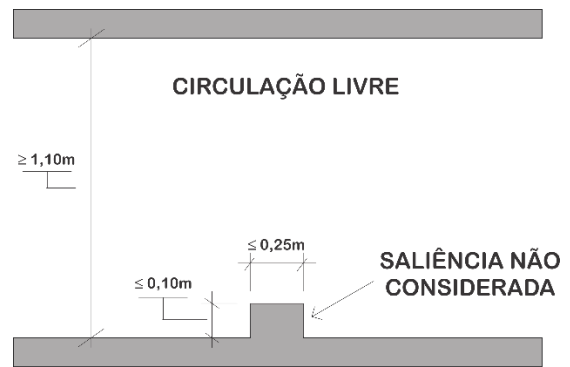 CIRCULAÇÃO LIVRE
≥ 1,10m
≤ 0,25m
SALIÊNCIA NÃO
CONSIDERADA
≤ 0,10m